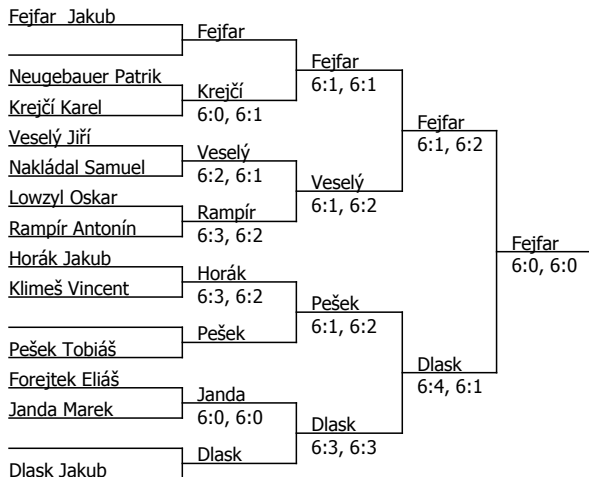 Fejfar Jakub
Neugebauer Patrik
Krejčí Karel
Veselý Jiří
Nakládal Samuel
Lowzyl Oskar
Rampír Antonín
Horák Jakub
Klimeš Vincent
Pešek Tobiáš
Forejtek Eliáš
Janda Marek
Dlask Jakub
Fejfar
Krejčí
6:0, 6:1
Veselý
6:2, 6:1
Rampír
6:3, 6:2
Horák
6:3, 6:2
Pešek
Janda
6:0, 6:0
Dlask
Fejfar
6:1, 6:1
Veselý
6:1, 6:2
Pešek
6:1, 6:2
Dlask
6:3, 6:3
Fejfar
6:1, 6:2
Dlask
6:4, 6:1
Fejfar
6:0, 6:0